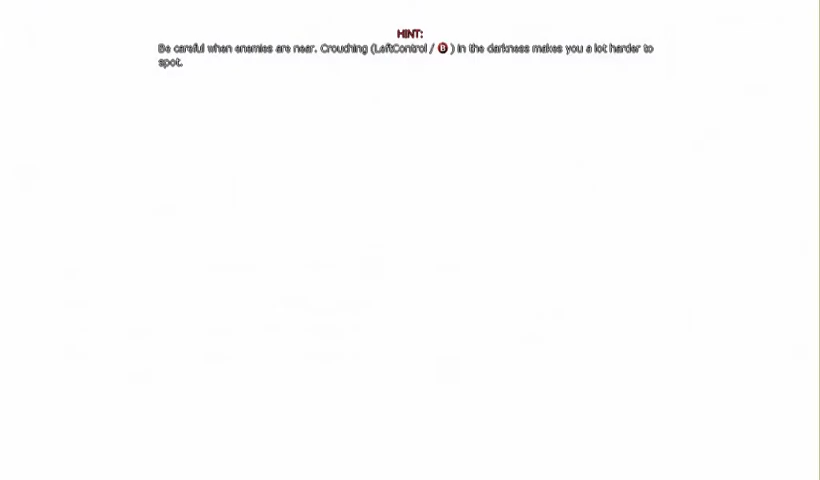 HINT:
Be careful when enemies are near. Crouching (LeftControl / B ) in the darkness makes you a lot harder to
spot.